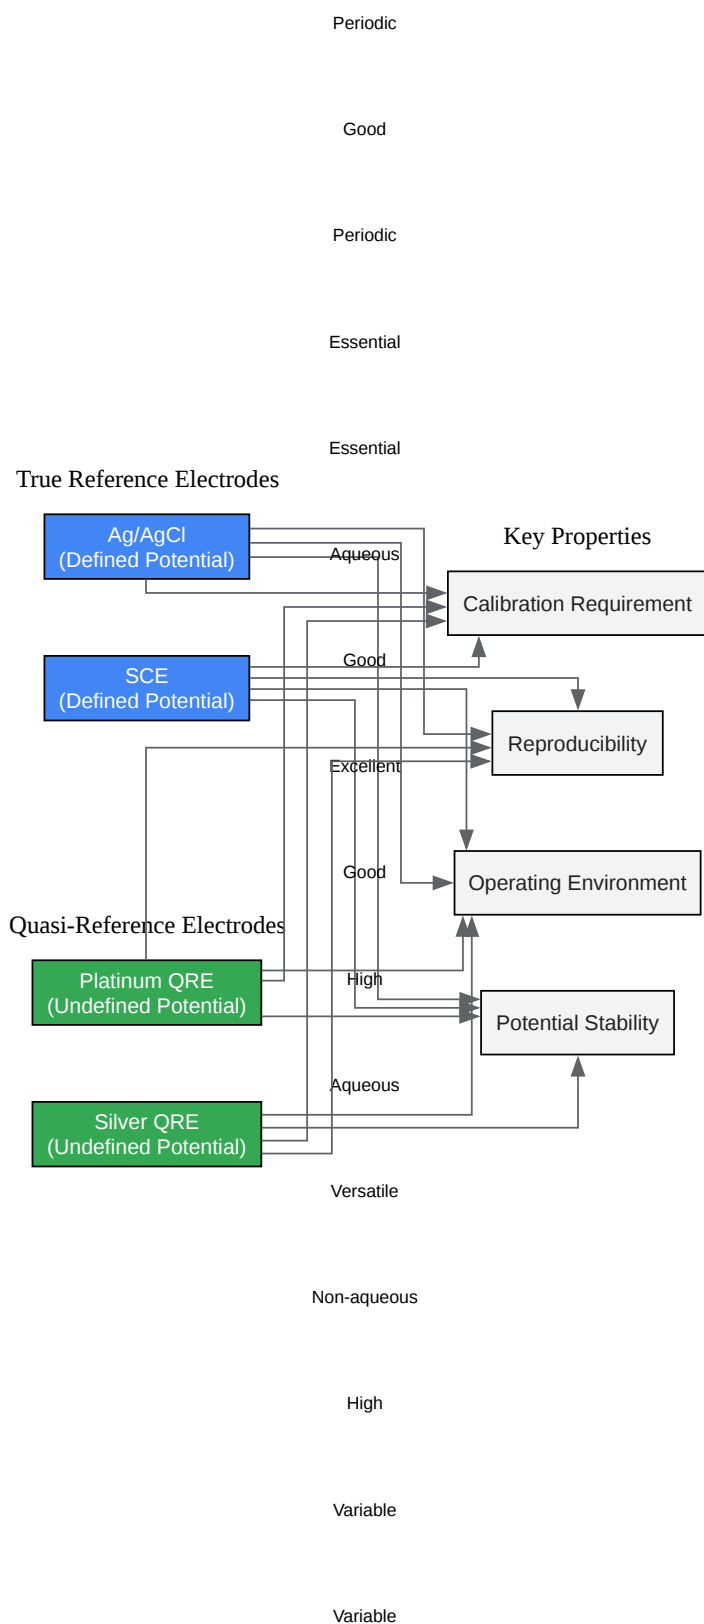 Periodic
Good
Periodic
Essential
Essential
True Reference Electrodes
Ag/AgCl
(Defined Potential)
Key Properties
Aqueous
Calibration Requirement
Good
SCE
(Defined Potential)
Reproducibility
Excellent
Good
Operating Environment
Quasi-Reference Electrodes
Platinum QRE
(Undefined Potential)
High
Potential Stability
Aqueous
Silver QRE
(Undefined Potential)
Versatile
Non-aqueous
High
Variable
Variable